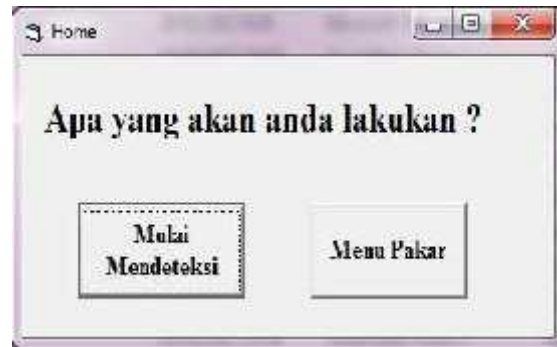 Home
Apa yang akan anda lakukan ?
Mulai
Mendeteksi
Menu Pakar